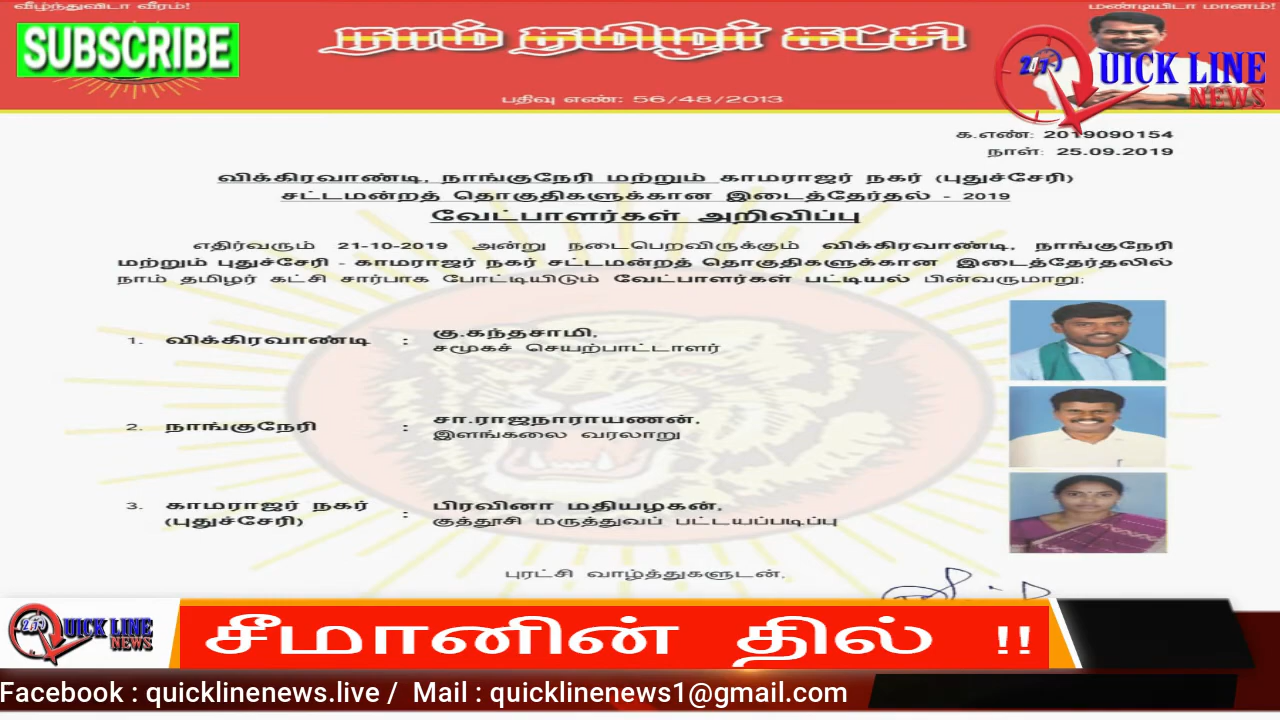 வீழ்ந்துவிடா வீரம்!
மண்டியிடா மானம்!
SUBSCRIBE
நாம் தமிழர் கட்சி
24/7 QUICK LINE
NEWS
பதிவு எண்: 56/48/2013
க.எண்: 2019090154
நாள்: 25.09.2019
விக்கிரவாண்டி, நாங்குநேரி மற்றும் காமராஜர் நகர் (புதுச்சேரி)
சட்டமன்றத் தொகுதிகளுக்கான இடைத்தேர்தல் - 2019
வேட்பாளர்கள் அறிவிப்பு
எதிர்வரும் 21-10-2019 அன்று நடைபெறவிருக்கும் விக்கிரவாண்டி, நாங்குநேரி
மற்றும் புதுச்சேரி - காமராஜர் நகர் சட்டமன்றத் தொகுதிகளுக்கான இடைத்தேர்தலில்
நாம் தமிழர் கட்சி சார்பாக போட்டியிடும் வேட்பாளர்கள் பட்டியல் பின்வருமாறு;
1. விக்கிரவாண்டி : கு.கந்தசாமி,
சமூகச் செயற்பாட்டாளர்
2. நாங்குநேரி : சா.ராஜநாராயணன்,
இளங்கலை வரலாறு
3. காமராஜர் நகர் : பிரவினா மதியழகன்,
(புதுச்சேரி) குத்தூசி மருத்துவப் பட்டயப்படிப்பு
புரட்சி வாழ்த்துகளுடன்,
24/7 QUICK LINE
NEWS
சீமானின் தில் !!
Facebook : quicklinenews.live / Mail : quicklinenews1@gmail.com